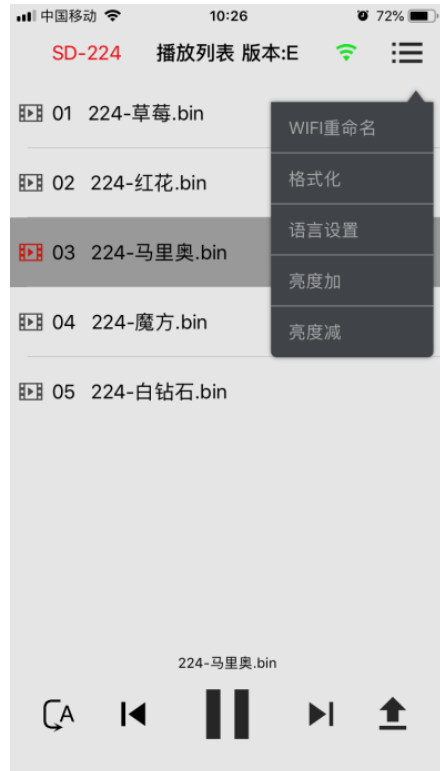 中国移动 10:26 72%
SD-224 播放列表 版本:E
01 224-草莓.bin
WIFI重命名
02 224-红花.bin
格式化
语言设置
03 224-马里奥.bin
亮度加
04 224-魔方.bin
亮度减
05 224-白钻石.bin
224-马里奥.bin
A